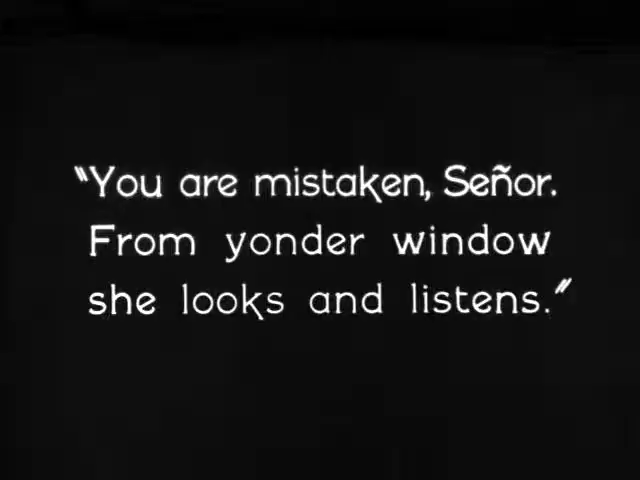 "You are mistaken, Señor.
From yonder window
she looks and listens."